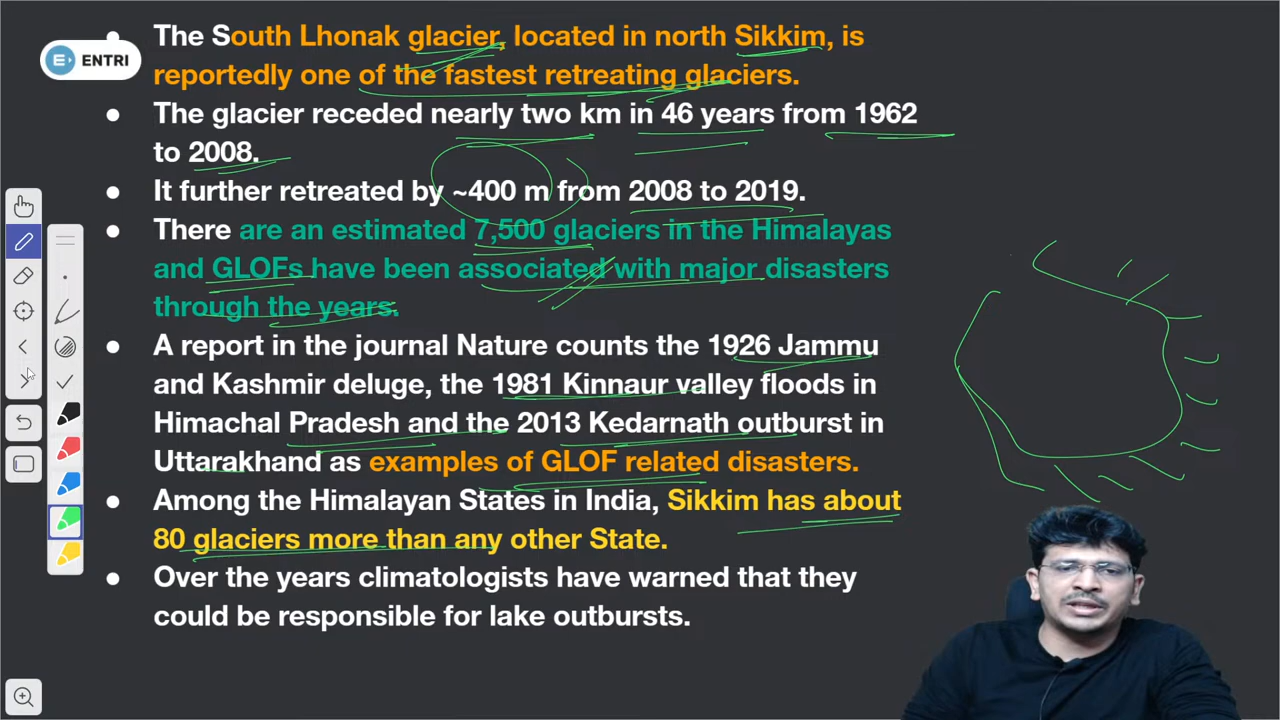 ENTRI
The South Lhonak glacier, located in north Sikkim, is
reportedly one of the fastest retreating glaciers.
The glacier receded nearly two km in 46 years from 1962
to 2008.
It further retreated by ~400 m from 2008 to 2019.
There are an estimated 7,500 glaciers in the Himalayas
and GLOFs have been associated with major disasters
through the years.
A report in the journal Nature counts the 1926 Jammu
and Kashmir deluge, the 1981 Kinnaur valley floods in
Himachal Pradesh and the 2013 Kedarnath outburst in
Uttarakhand as examples of GLOF related disasters.
Among the Himalayan States in India, Sikkim has about
80 glaciers more than any other State.
Over the years climatologists have warned that they
could be responsible for lake outbursts.